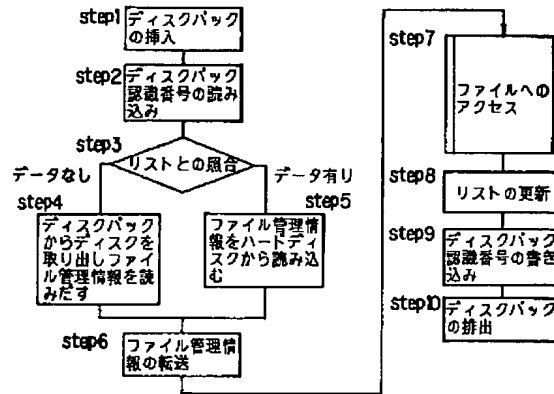 step1
ディスクパック
の挿入
step2
ディスクパック
認識番号の読み
込み
step3
リストとの照合
データなし
データ有り
step4
ディスクパック
からディスクを
取り出しファイ
ル管理情報を読
みだす
step5
ファイル管理情
報をハードディ
スクから読み込
む
step6
ファイル管理情
報の転送
step7
ファイルへの
アクセス
step8
リストの更新
step9
ディスクパック
認識番号の書き
込み
step10
ディスクパック
の排出